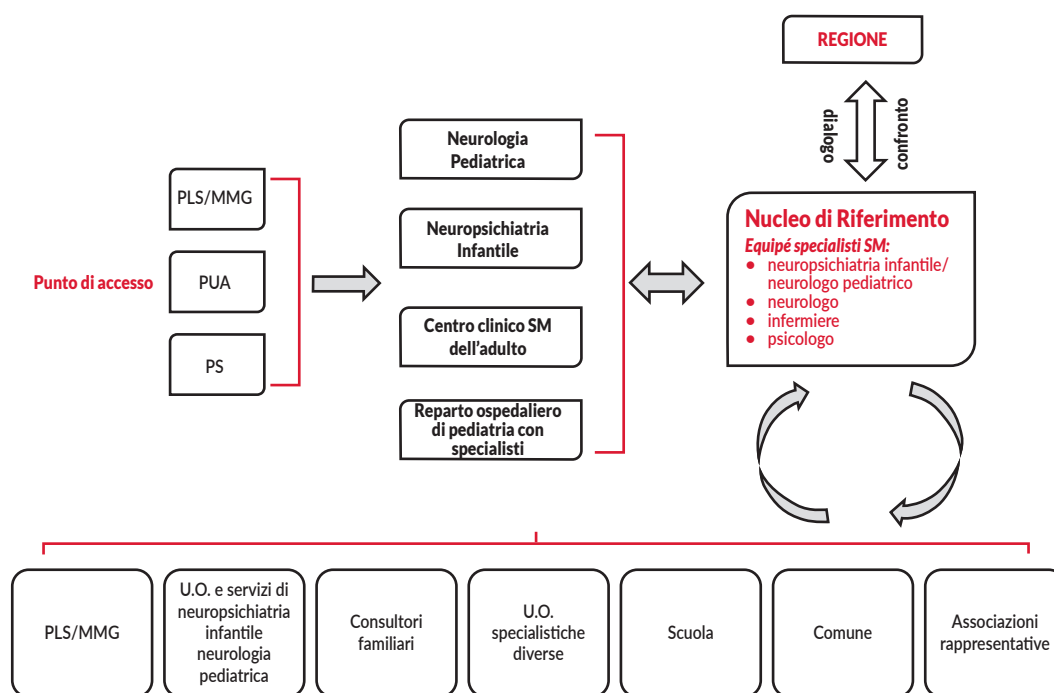 REGIONE
dialogo
confronto
Punto di accesso
PLS/MMG
PUA
PS
Neurologia
Pediatrica
Neuropsichiatria
Infantile
Centro clinico SM
dell'adulto
Reparto ospedaliero
di pediatria con
specialisti
Nucleo di Riferimento
Equipé specialisti SM:
• neuropsichiatria infantile/
neurologo pediatrico
• neurologo
• infermiere
• psicologo
PLS/MMG
U.O. e servizi di
neuropsichiatria
infantile
neurologia
pediatrica
Consultori
familiari
U.O.
specialistiche
diverse
Scuola
Comune
Associazioni
rappresentative